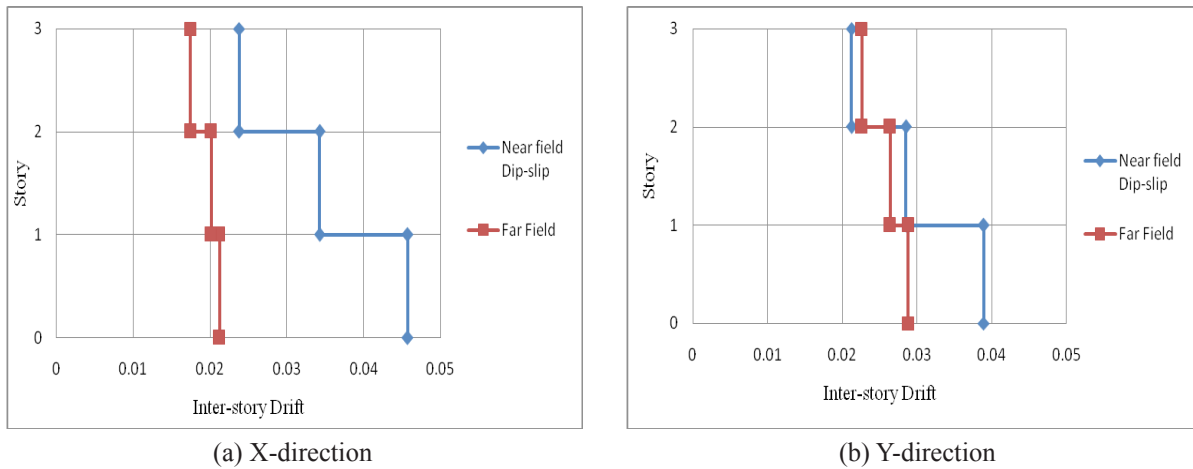 3
2
1
0
Story
0
0.01
0.02
0.03
0.04
0.05
Inter-story Drift
Near field
Dip-slip
Far Field
(a) X-direction
3
2
1
0
Story
0
0.01
0.02
0.03
0.04
0.05
Inter-story Drift
Near field
Dip-slip
Far Field
(b) Y-direction